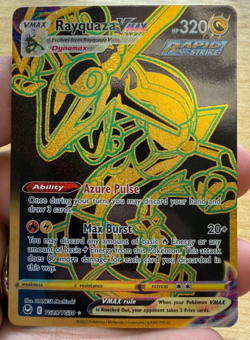 VMAX Rayquaza VMAX HP 320
Evolves from Rayquaza V
Dynamax
RAPID STRIKE
Ability Azure Pulse
Once during your turn, you may discard your hand and
draw 3 cards.
Max Burst 20+
You may discard any amount of basic Energy or any
amount of basic Energy from this Pokémon. This attack
does 80 more damage for each card you discarded in
this way.
weakness resistance retreat
VMAX rule When your Pokémon VMAX is
Knocked Out, your opponent takes 3 Prize cards.